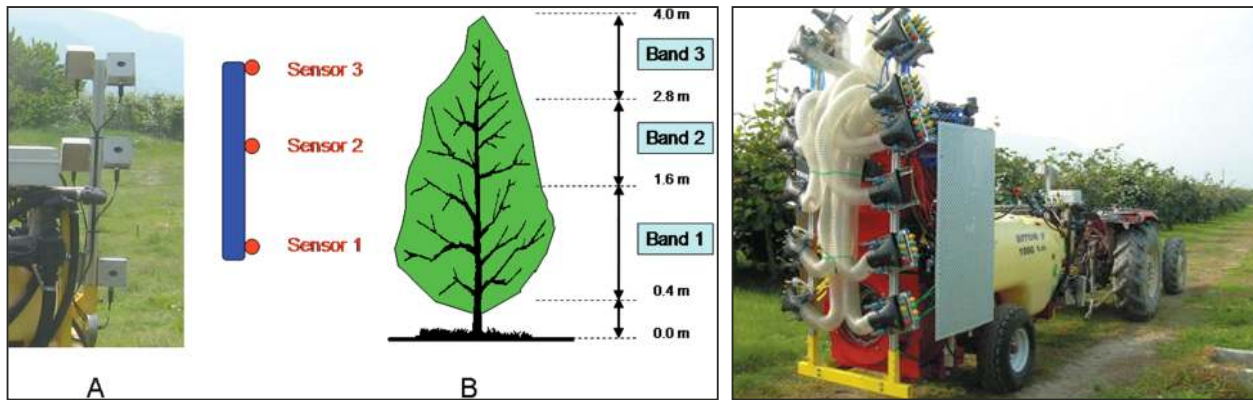 4.0 m
Band 3
Sensor 3
2.8 m
Band 2
Sensor 2
1.6 m
Band 1
Sensor 1
0.4 m
0.0 m
A
B